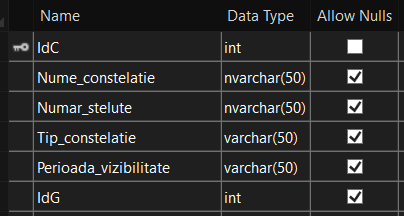 Name Data Type Allow Nulls
IdC int
Nume_constelatie nvarchar(50)
Numar_stelute nvarchar(50)
Tip_constelatie varchar(50)
Perioada_vizibilitate varchar(50)
IdG int